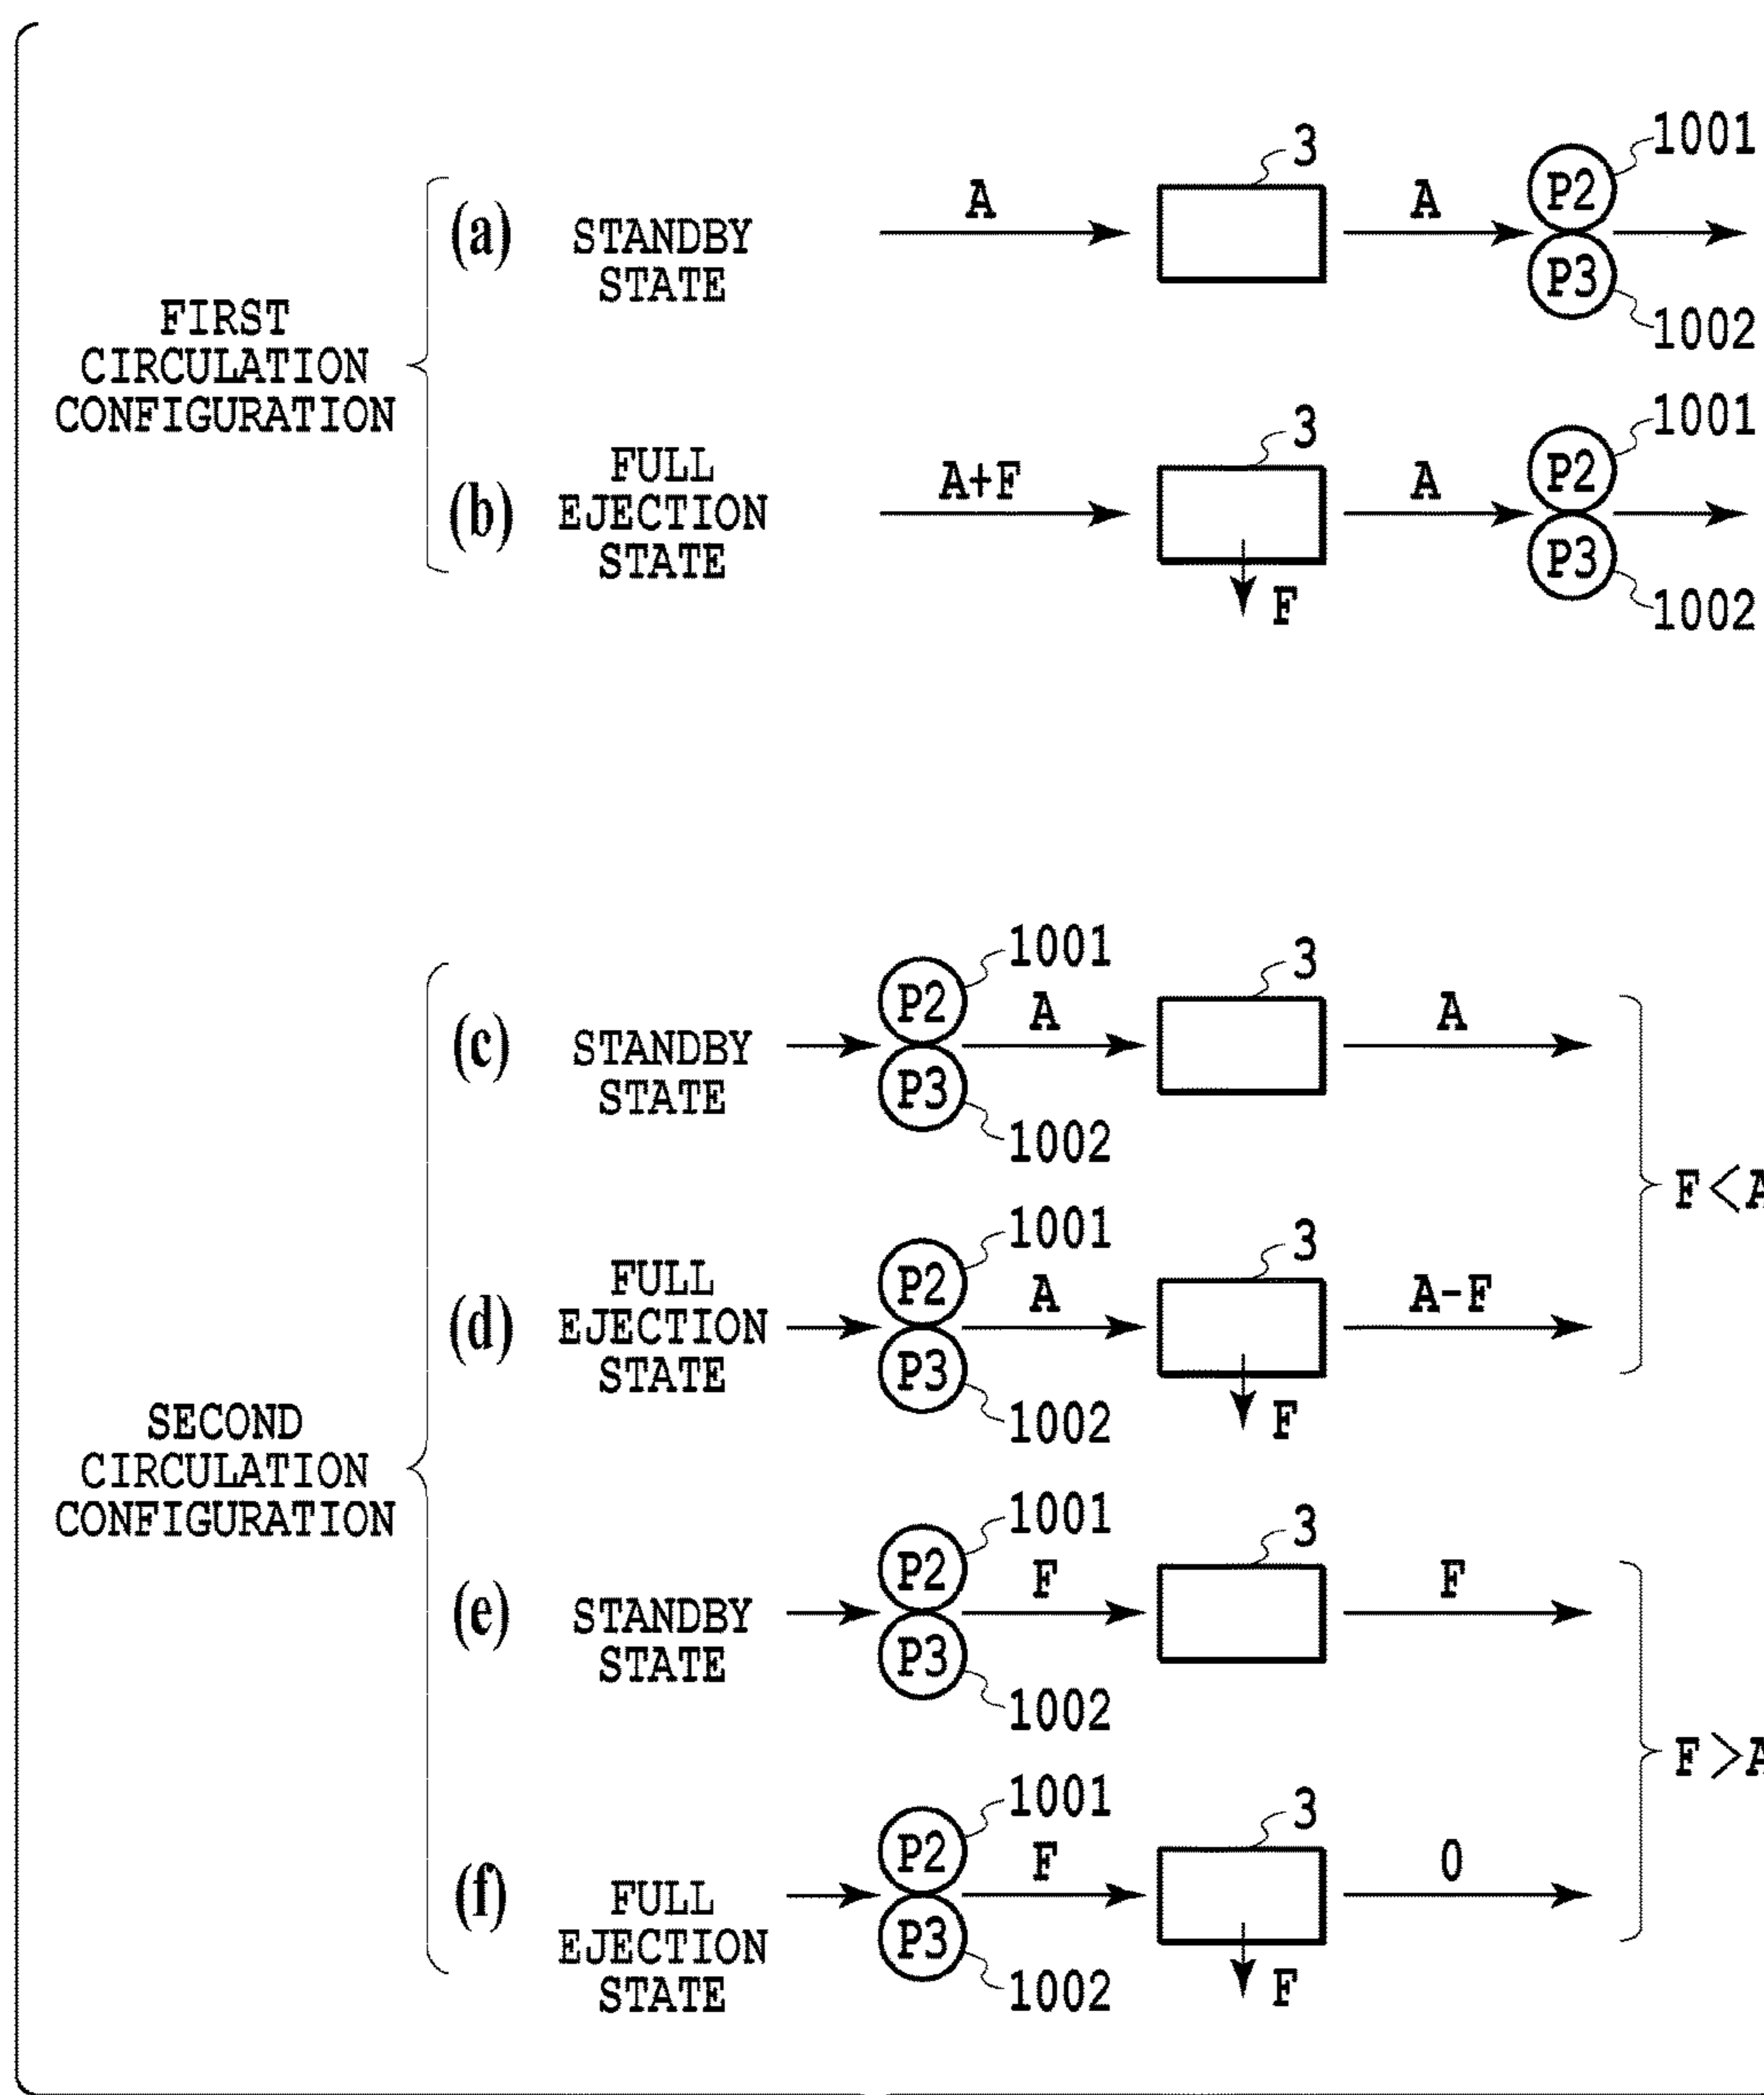 FIRST
CIRCULATION
CONFIGURATION
(a)
STANDBY
STATE
A
3
A
P2
P3
1001
1002
(b)
FULL
EJECTION
STATE
A+F
3
F
A
P2
P3
1001
1002
SECOND
CIRCULATION
CONFIGURATION
(c)
STANDBY
STATE
P2
P3
1001
1002
A
3
A
(d)
FULL
EJECTION
STATE
P2
P3
1001
1002
A
3
F
A-F
F<A
(e)
STANDBY
STATE
P2
P3
1001
1002
F
3
F
(f)
FULL
EJECTION
STATE
P2
P3
1001
1002
F
3
F
0
F>A